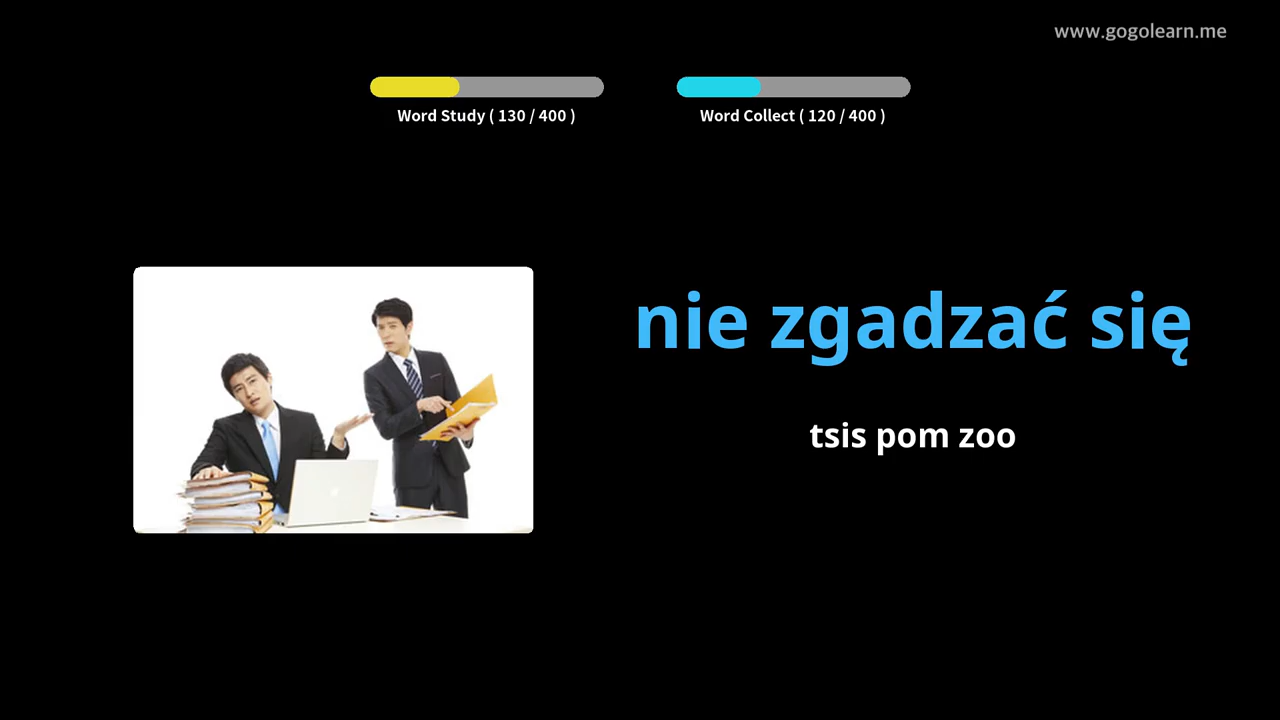 www.gogolearn.me
Word Study ( 130 / 400 )
Word Collect ( 120 / 400 )
nie zgadzać się
tsis pom zoo